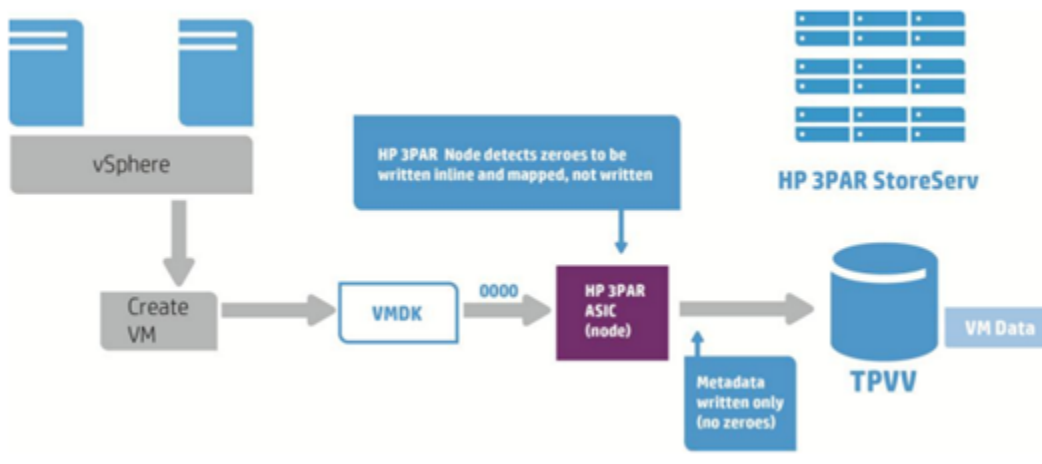 vSphere
HP 3PAR Node detects zeroes to be
written inline and mapped, not written
HP 3PAR StoreServ
Create
VM
VMDK
0000
HP 3PAR
ASIC
(node)
Metadata
written only
(no zeroes)
TPVV
VM Data